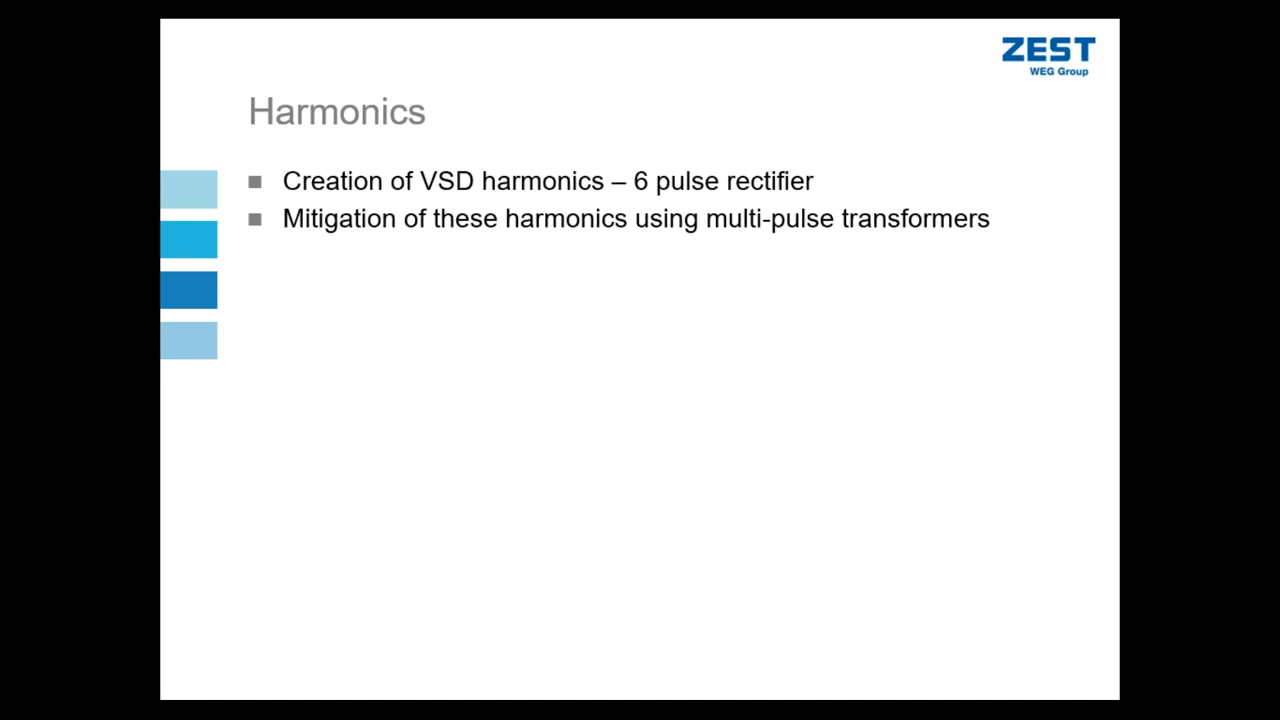 ZEST
WEG Group
Harmonics
Creation of VSD harmonics – 6 pulse rectifier
Mitigation of these harmonics using multi-pulse transformers